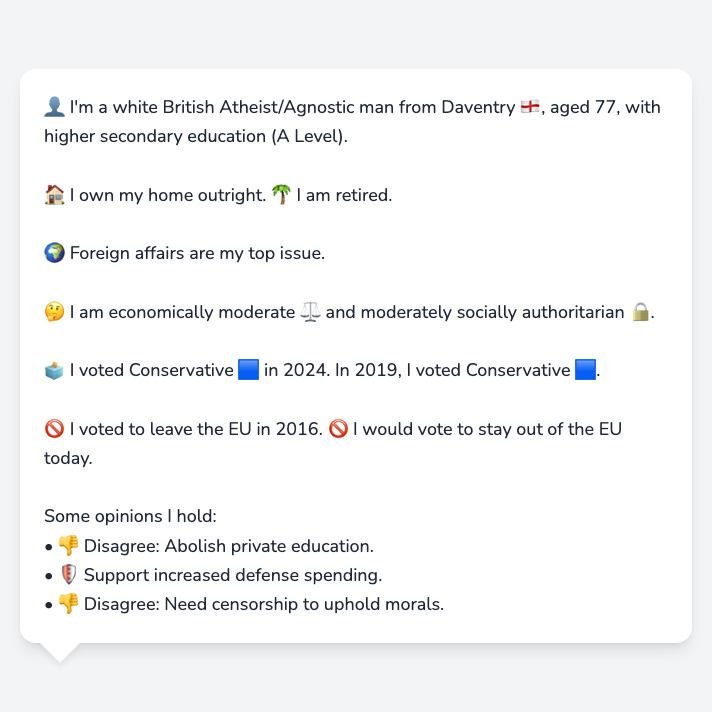 👤 I'm a white British Atheist/Agnostic man from Daventry 🏴󠁧󠁢󠁥󠁮󠁧󠁿, aged 77, with
higher secondary education (A Level).
🏠 I own my home outright. 🌴 I am retired.
🌍 Foreign affairs are my top issue.
🤔 I am economically moderate ⚖️ and moderately socially authoritarian 🔒.
🗳️ I voted Conservative 🟦 in 2024. In 2019, I voted Conservative 🟦.
🚫 I voted to leave the EU in 2016. 🚫 I would vote to stay out of the EU
today.
Some opinions I hold:
• 👎 Disagree: Abolish private education.
• 🛡️ Support increased defense spending.
• 👎 Disagree: Need censorship to uphold morals.